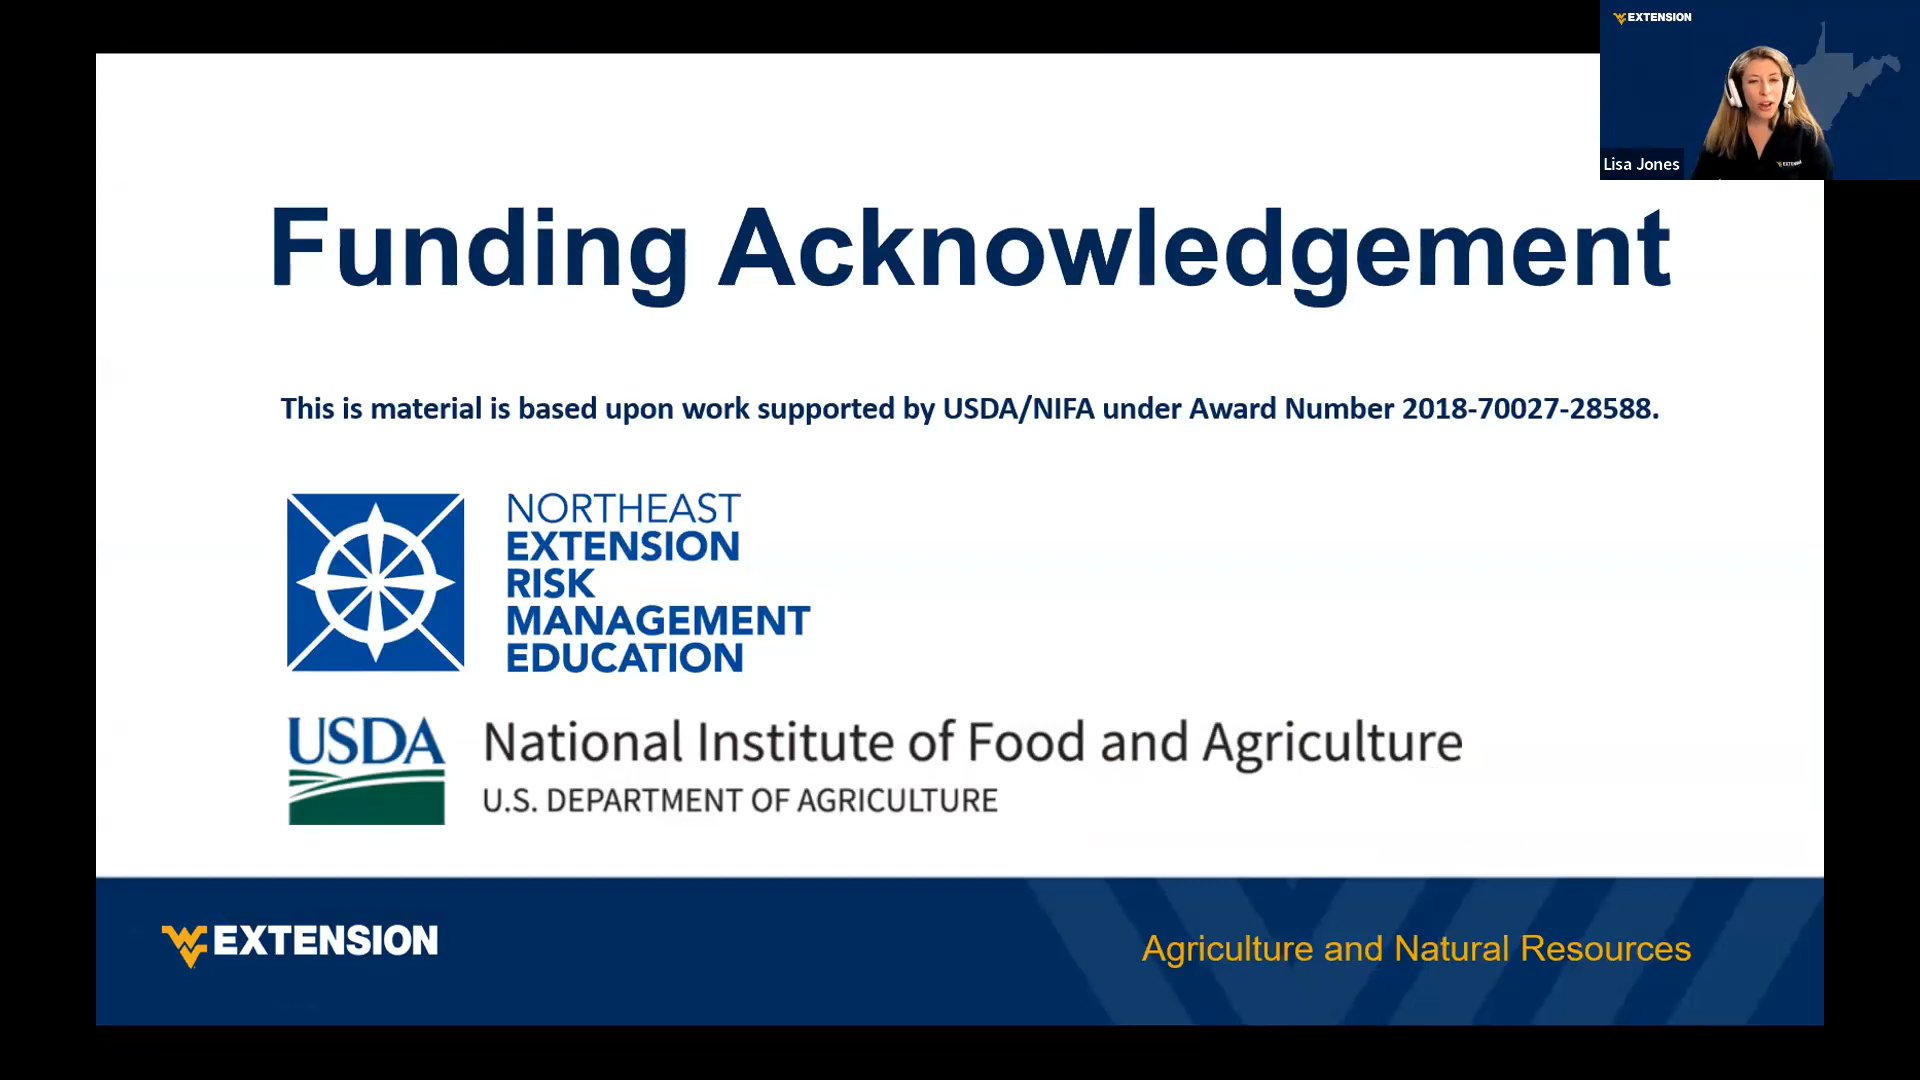 EXTENSION
Lisa Jones
Funding Acknowledgement
This is material is based upon work supported by USDA/NIFA under Award Number 2018-70027-28588.
NORTHEAST
EXTENSION
RISK
MANAGEMENT
EDUCATION
USDA
National Institute of Food and Agriculture
U.S. DEPARTMENT OF AGRICULTURE
WV EXTENSION
Agriculture and Natural Resources